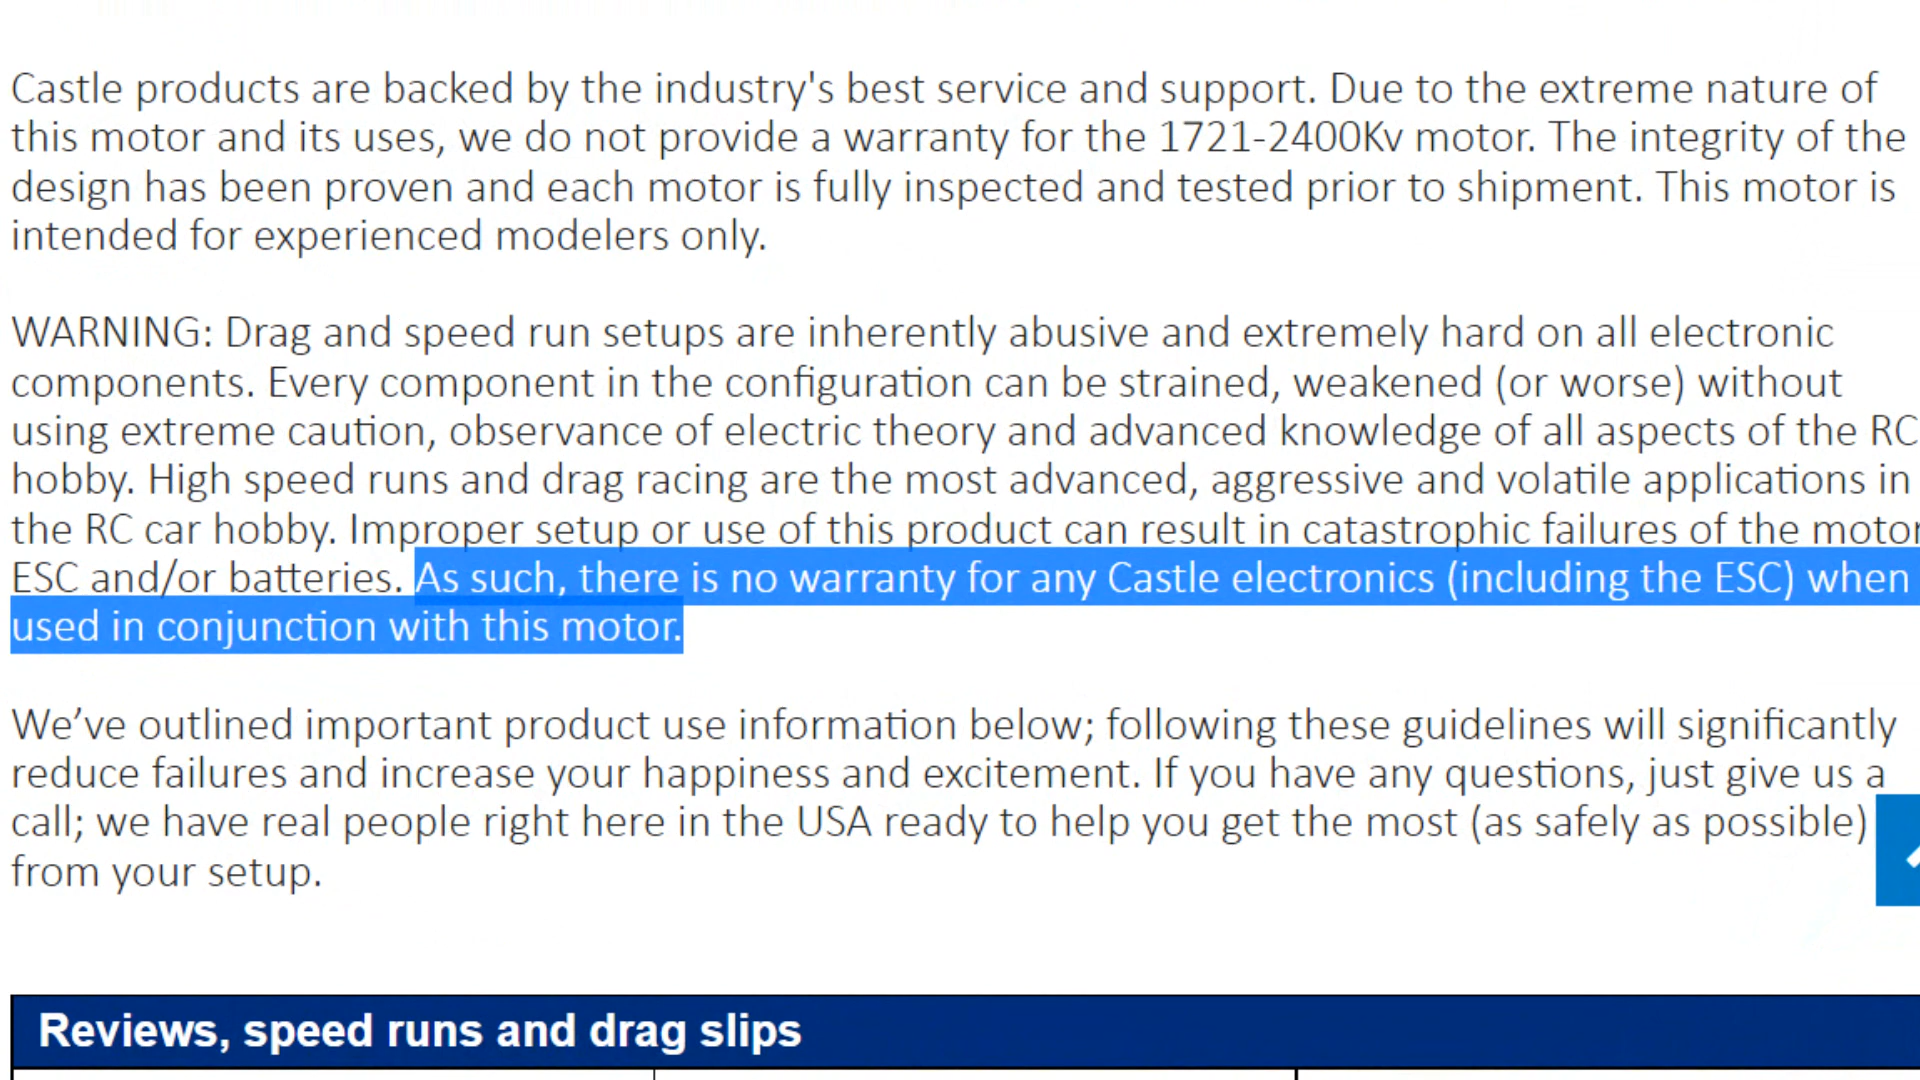 Castle products are backed by the industry's best service and support. Due to the extreme nature of
this motor and its uses, we do not provide a warranty for the 1721-2400Kv motor. The integrity of the
design has been proven and each motor is fully inspected and tested prior to shipment. This motor is
intended for experienced modelers only.
WARNING: Drag and speed run setups are inherently abusive and extremely hard on all electronic
components. Every component in the configuration can be strained, weakened (or worse) without
using extreme caution, observance of electric theory and advanced knowledge of all aspects of the RC
hobby. High speed runs and drag racing are the most advanced, aggressive and volatile applications in
the RC car hobby. Improper setup or use of this product can result in catastrophic failures of the motor
ESC and/or batteries. As such, there is no warranty for any Castle electronics (including the ESC) when
used in conjunction with this motor.
We’ve outlined important product use information below; following these guidelines will significantly
reduce failures and increase your happiness and excitement. If you have any questions, just give us a
call; we have real people right here in the USA ready to help you get the most (as safely as possible)
from your setup.
Reviews, speed runs and drag slips